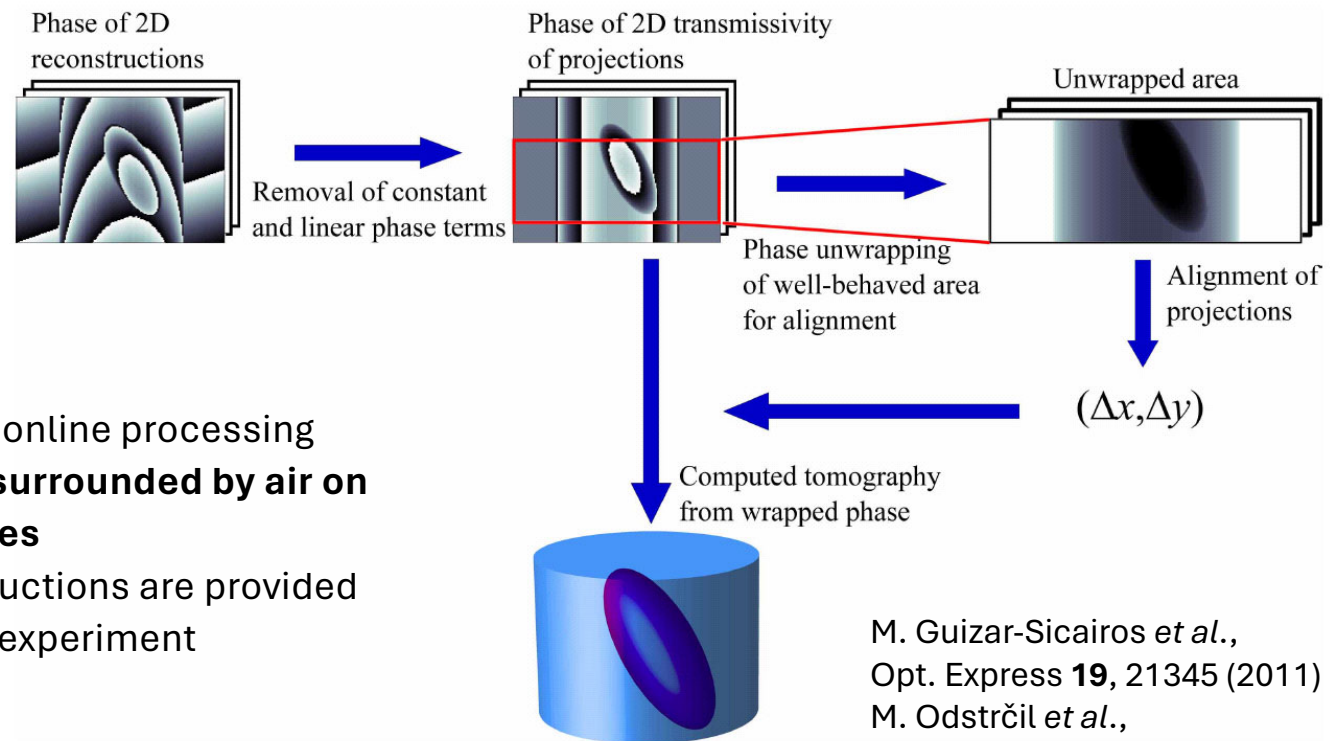 Phase of 2D
reconstructions
Phase of 2D transmissivity
of projections
Unwrapped area
Removal of constant
and linear phase terms
Phase unwrapping
of well-behaved area
for alignment
Alignment of
projections
(Δx,Δy)
online processing
surrounded by air on
es
uctions are provided
experiment
Computed tomography
from wrapped phase
M. Guizar-Sicairos et al.,
Opt. Express 19, 21345 (2011)
M. Odstrčil et al.,